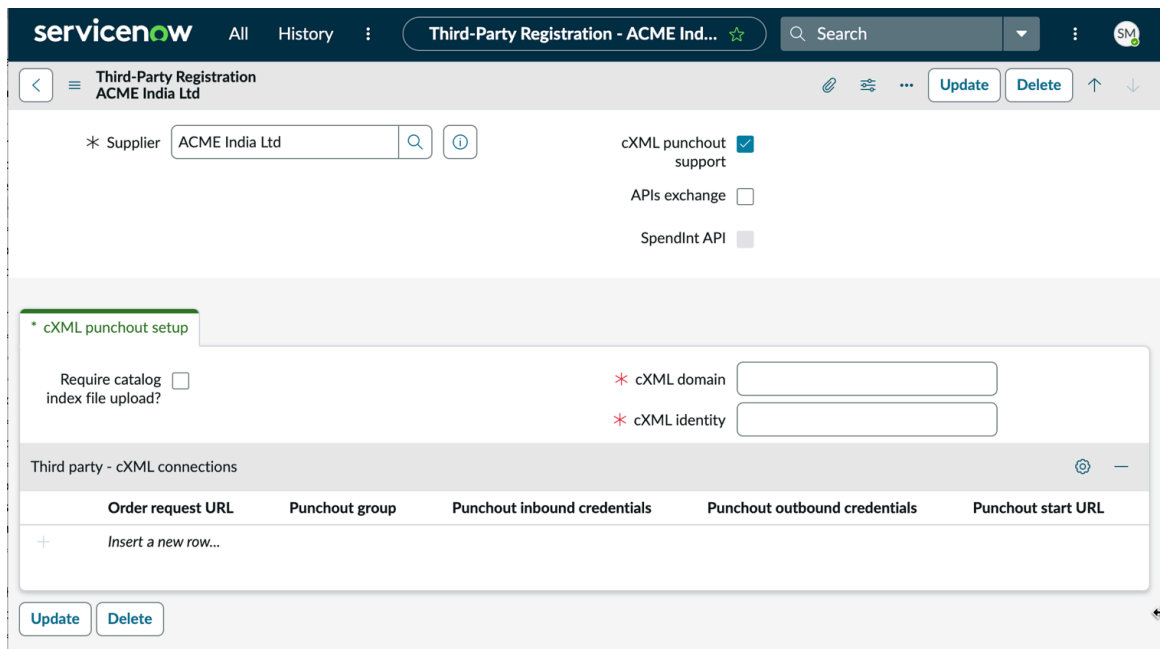 servicenow All History Third-Party Registration - ACME Ind... Search SM
Third-Party Registration
ACME India Ltd
Update Delete
* Supplier ACME India Ltd
cXML punchout
support
APIs exchange
SpendInt API
* cXML punchout setup
Require catalog
index file upload?
* cXML domain
* cXML identity
Third party - cXML connections
Order request URL Punchout group Punchout inbound credentials Punchout outbound credentials Punchout start URL
Insert a new row...
Update Delete